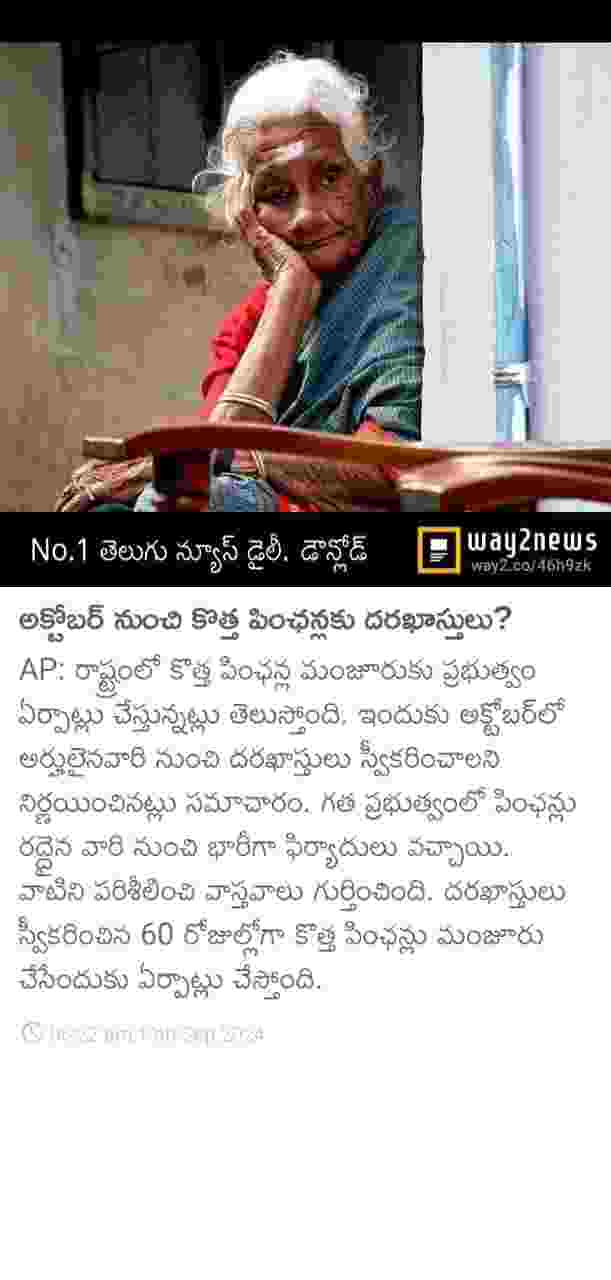 No.1 తెలుగు న్యూస్ డైలీ. డౌన్లోడ్
way2news
way2.co/46h9zk
అక్టోబర్ నుంచి కొత్త పింఛన్లకు దరఖాస్తులు?
AP: రాష్ట్రంలో కొత్త పింఛన్ల మంజూరుకు ప్రభుత్వం
ఏర్పాట్లు చేస్తున్నట్లు తెలుస్తోంది. ఇందుకు అక్టోబర్‌లో
అర్హులైనవారి నుంచి దరఖాస్తులు స్వీకరించాలని
నిర్ణయించినట్లు సమాచారం. గత ప్రభుత్వంలో పింఛన్లు
రద్దైన వారి నుంచి భారీగా ఫిర్యాదులు వచ్చాయి.
వాటిని పరిశీలించి వాస్తవాలు గుర్తించింది. దరఖాస్తులు
స్వీకరించిన 60 రోజుల్లోగా కొత్త పింఛన్లు మంజూరు
చేసేందుకు ఏర్పాట్లు చేస్తోంది.
Sep 2024